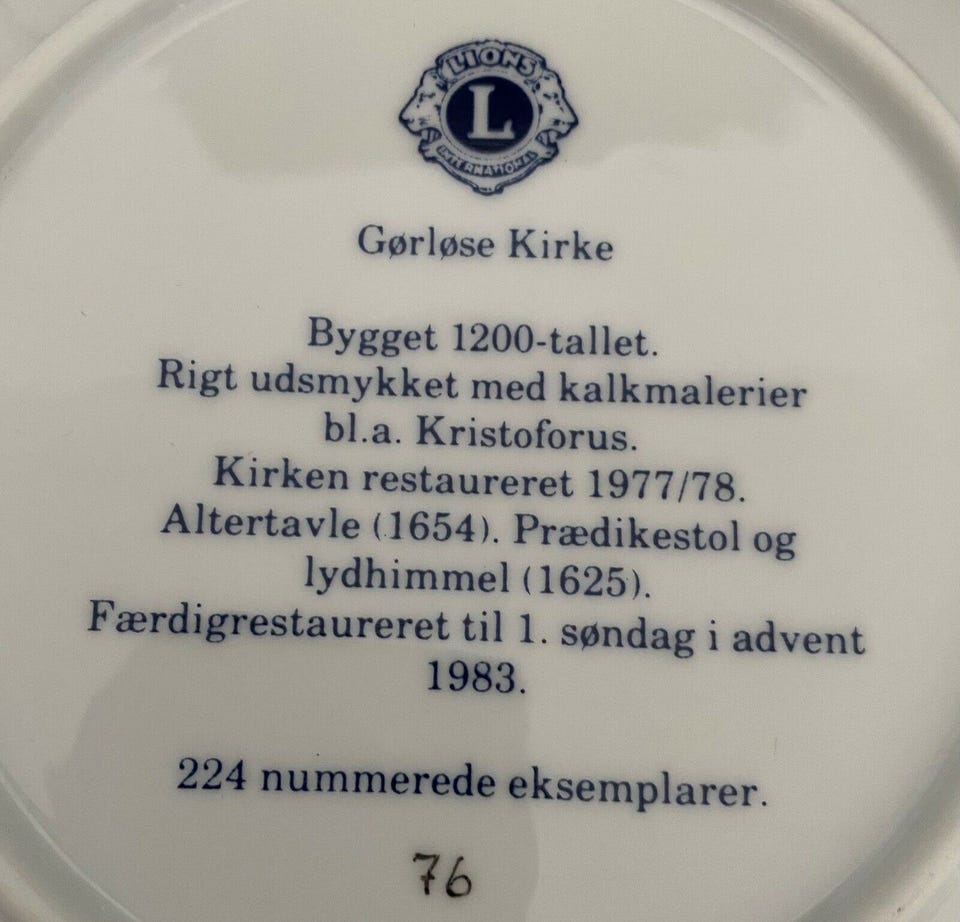 LIONS
L
INTERNATIONAL
Gørløse Kirke
Bygget 1200-tallet.
Rigt udsmykket med kalkmalerier
bl.a. Kristoforus.
Kirken restaureret 1977/78.
Altertavle (1654). Prædikestol og
lydhimmel (1625).
Færdigrestaureret til 1. søndag i advent
1983.
224 nummerede eksemplarer.
76